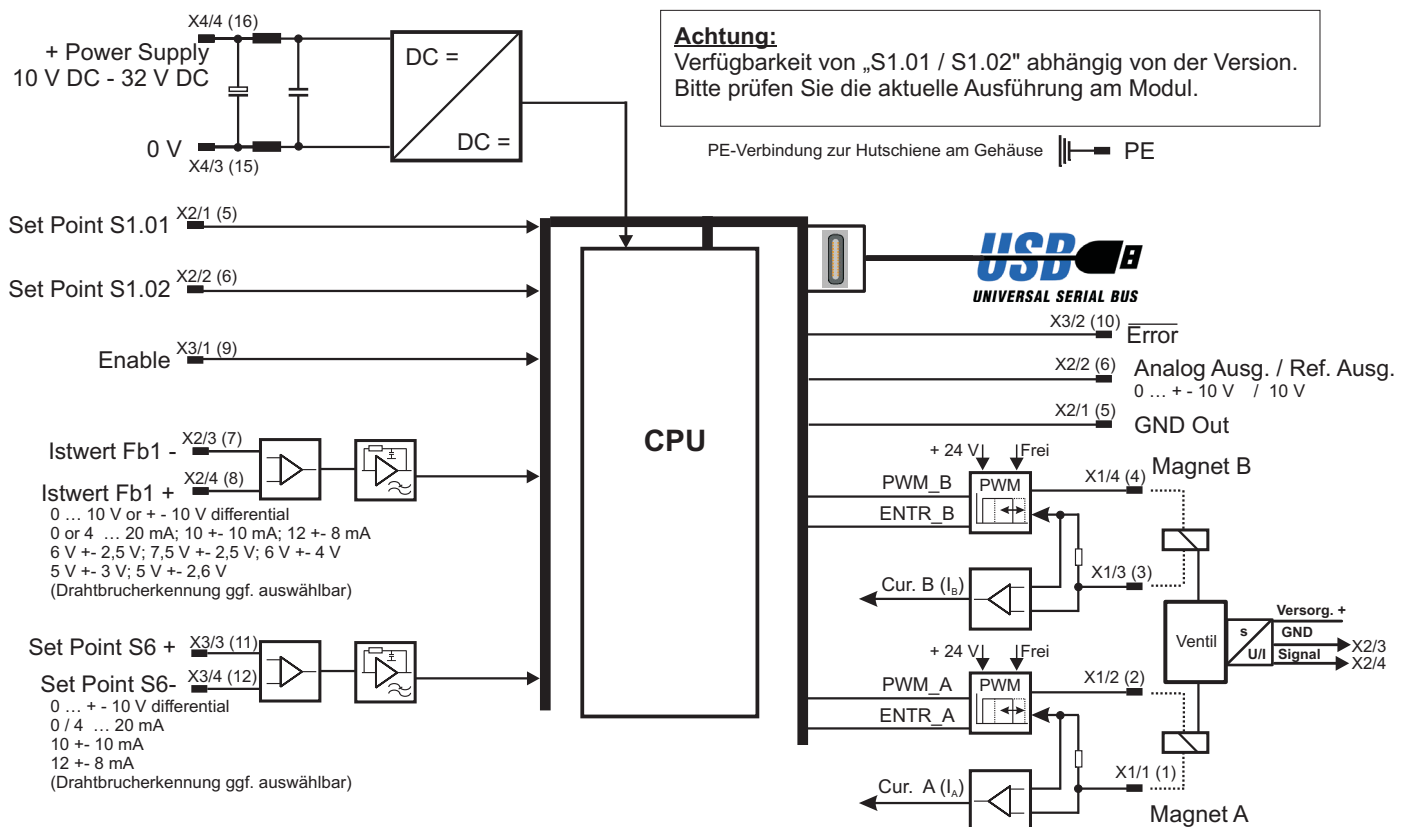 X4/4 (16)
+ Power Supply
10 V DC - 32 V DC
0 V
X4/3 (15)
DC =
DC =
Achtung:
Verfügbarkeit von „S1.01 / S1.02" abhängig von der Version.
Bitte prüfen Sie die aktuelle Ausführung am Modul.
PE-Verbindung zur Hutschiene am Gehäuse
PE
Set Point S1.01
X2/1 (5)
Set Point S1.02
X2/2 (6)
Enable
X3/1 (9)
Istwert Fb1 -
X2/3 (7)
X2/4 (8)
Istwert Fb1 +
0 ... 10 V or + - 10 V differential
0 or 4 ... 20 mA; 10 +- 10 mA; 12 +- 8 mA
6 V +- 2,5 V; 7,5 V +- 2,5 V; 6 V +- 4 V
5 V +- 3 V; 5 V +- 2,6 V
(Drahtbrucherkennung ggf. auswählbar)
Set Point S6 +
X3/3 (11)
Set Point S6-
X3/4 (12)
0 ... + - 10 V differential
0 / 4 ... 20 mA
10 +- 10 mA
12 +- 8 mA
(Drahtbrucherkennung ggf. auswählbar)
CPU
USB
UNIVERSAL SERIAL BUS
X3/2 (10)
Error
X2/2 (6)
Analog Ausg. / Ref. Ausg.
0 ... + - 10 V / 10 V
X2/1 (5)
GND Out
+ 24 V
Frei
Magnet B
PWM_B
PWM
X1/4 (4)
ENTR_B
X1/3 (3)
Cur. B (I_B)
Versorg. +
Ventil
s
U/I
GND
Signal
X2/3
X2/4
+ 24 V
Frei
PWM_A
PWM
X1/2 (2)
ENTR_A
X1/1 (1)
Cur. A (I_A)
Magnet A